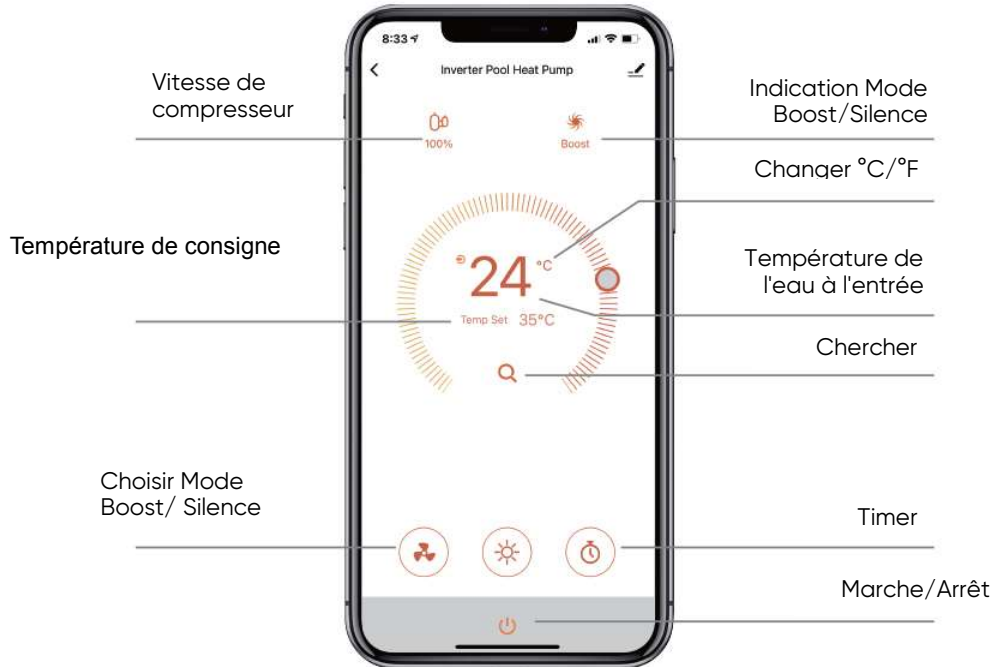 8:33
Inverter Pool Heat Pump
Vitesse de
compresseur
Indication Mode
Boost/Silence
100%
Boost
Changer °C/°F
Température de consigne
24 °C
Température de
l'eau à l'entrée
Temp Set 35°C
Chercher
Choisir Mode
Boost/ Silence
Timer
Marche/Arrêt